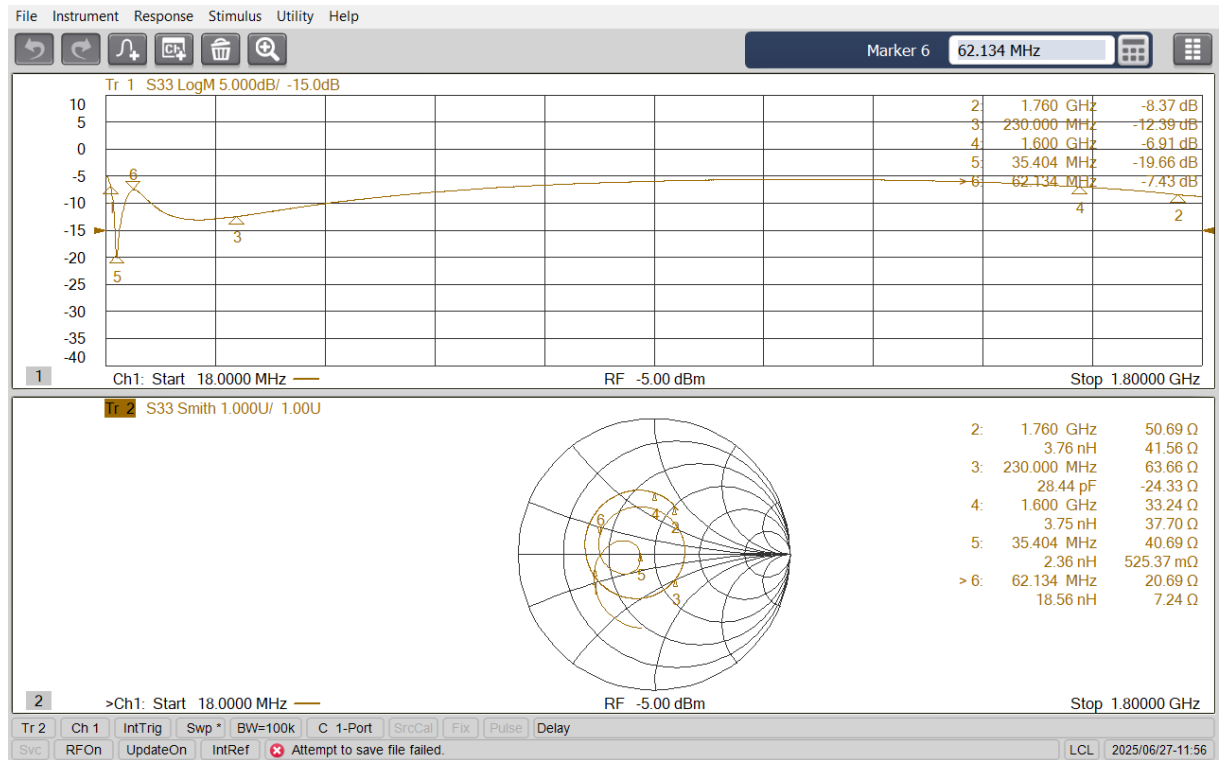 File Instrument Response Stimulus Utility Help
Marker 6 62.134 MHz
Tr 1 S33 LogM 5.000dB/ -15.0dB
10
5
0
-5
-10
-15
-20
-25
-30
-35
-40
2: 1.760 GHz -8.37 dB
3: 230.000 MHz -12.39 dB
4: 1.600 GHz -6.91 dB
5: 35.404 MHz -19.66 dB
> 6: 62.134 MHz -7.43 dB
6
3
5
4
2
1
Ch1: Start 18.0000 MHz
RF -5.00 dBm
Stop 1.80000 GHz
Tr 2 S33 Smith 1.000U/ 1.00U
2: 1.760 GHz 50.69 Ω
3.76 nH 41.56 Ω
3: 230.000 MHz 63.66 Ω
28.44 pF -24.33 Ω
4: 1.600 GHz 33.24 Ω
3.75 nH 37.70 Ω
5: 35.404 MHz 40.69 Ω
2.36 nH 525.37 mΩ
> 6: 62.134 MHz 20.69 Ω
18.56 nH 7.24 Ω
6
4
2
5
3
2
>Ch1: Start 18.0000 MHz
RF -5.00 dBm
Stop 1.80000 GHz
Tr 2 Ch 1 IntTrig Swp * BW=100k C 1-Port SrcCal Fix Pulse Delay
Svc RFOn UpdateOn IntRef Attempt to save file failed. LCL 2025/06/27-11:56